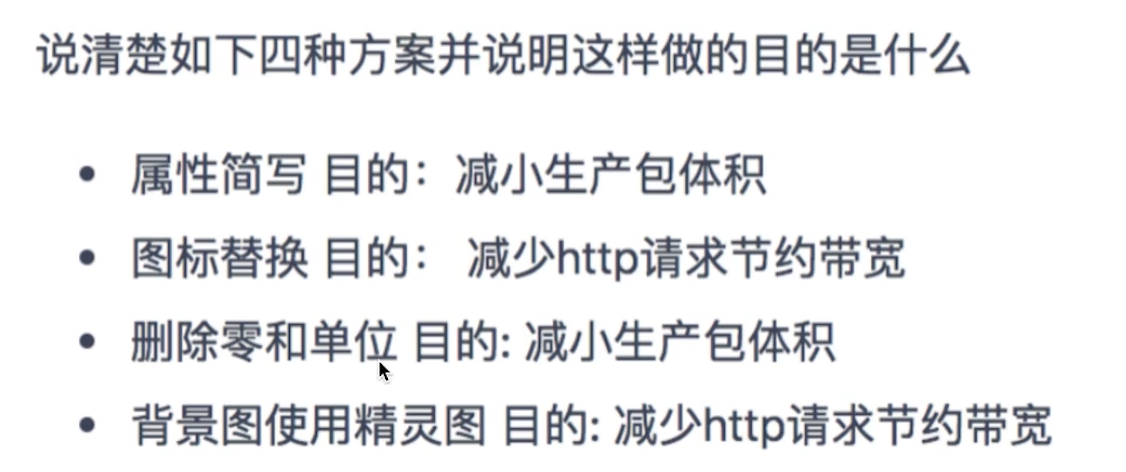 说清楚如下四种方案并说明这样做的目的是什么
• 属性简写 目的：减小生产包体积
• 图标替换 目的： 减少http请求节约带宽
• 删除零和单位 目的: 减小生产包体积
• 背景图使用精灵图 目的: 减少http请求节约带宽